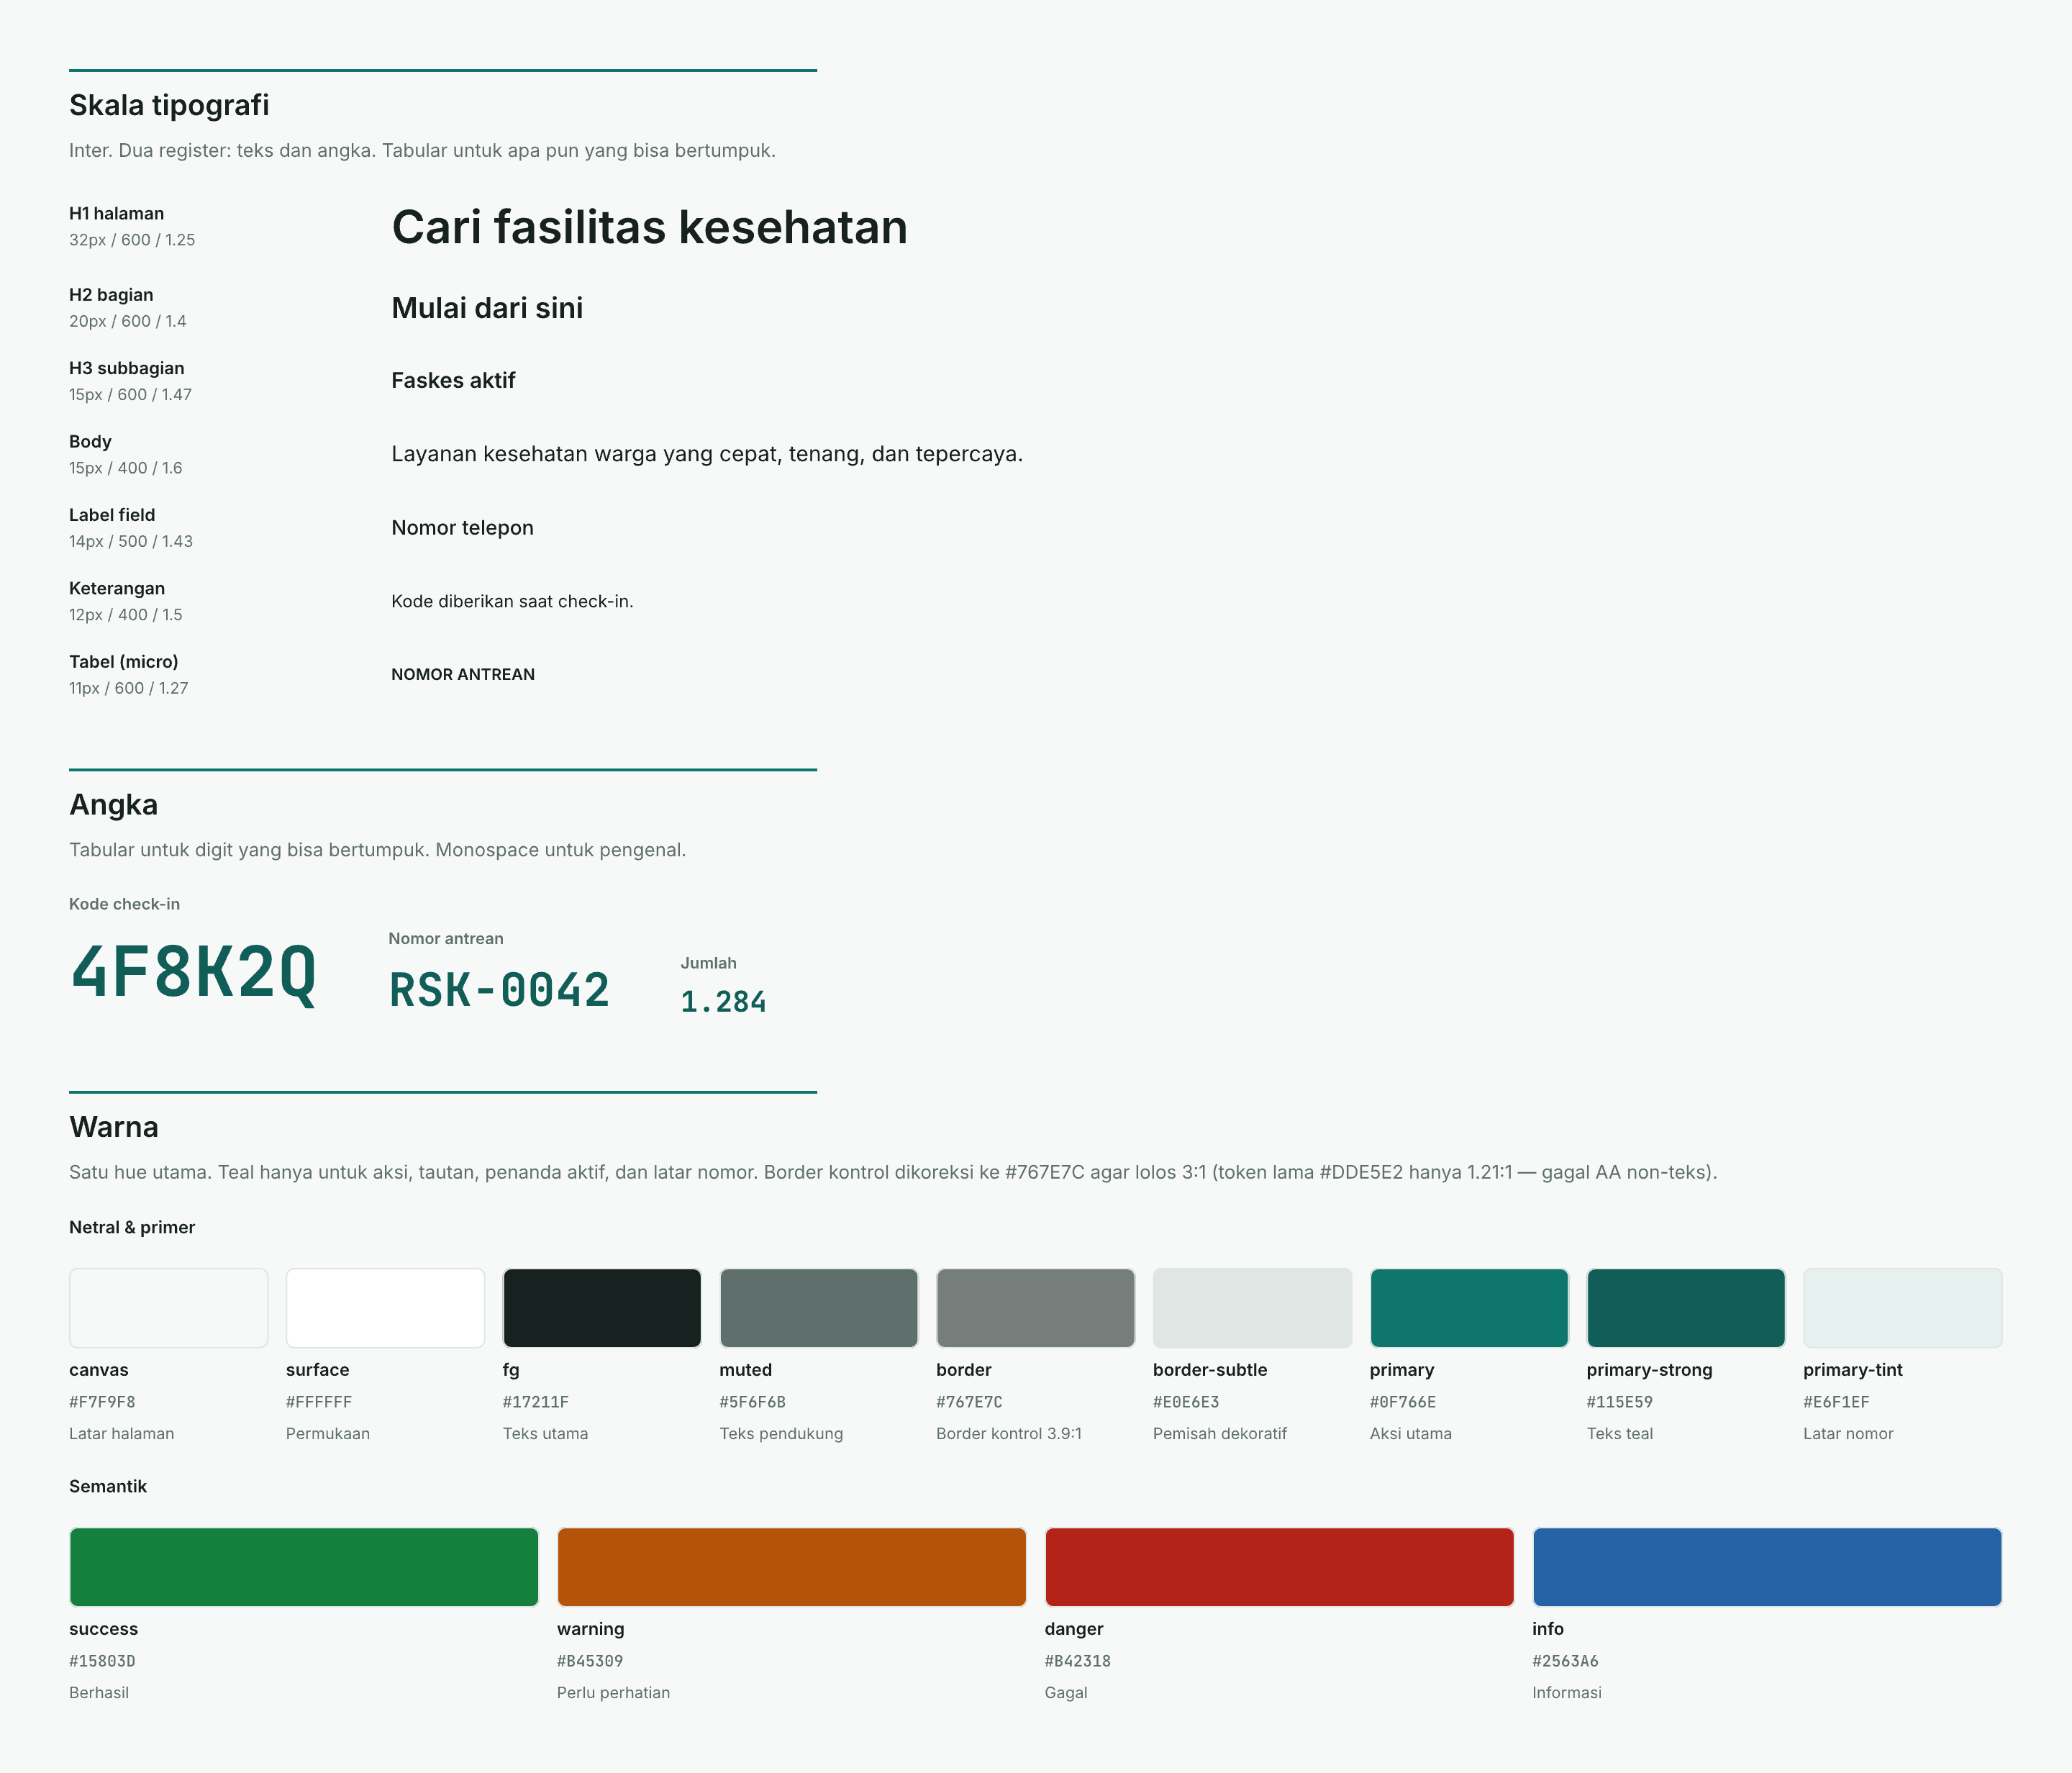 Skala tipografi
Inter. Dua register: teks dan angka. Tabular untuk apa pun yang bisa bertumpuk.
H1 halaman
32px / 600 / 1.25
Cari fasilitas kesehatan
H2 bagian
20px / 600 / 1.4
Mulai dari sini
H3 subbagian
15px / 600 / 1.47
Faskes aktif
Body
15px / 400 / 1.6
Layanan kesehatan warga yang cepat, tenang, dan tepercaya.
Label field
14px / 500 / 1.43
Nomor telepon
Keterangan
12px / 400 / 1.5
Kode diberikan saat check-in.
Tabel (micro)
11px / 600 / 1.27
NOMOR ANTREAN
Angka
Tabular untuk digit yang bisa bertumpuk. Monospace untuk pengenal.
Kode check-in
4F8K2Q
Nomor antrean
RSK-0042
Jumlah
1.284
Warna
Satu hue utama. Teal hanya untuk aksi, tautan, penanda aktif, dan latar nomor. Border kontrol dikoreksi ke #767E7C agar lolos 3:1 (token lama #DDE5E2 hanya 1.21:1 — gagal AA non-teks).
Netral & primer
canvas
#F7F9F8
Latar halaman
surface
#FFFFFF
Permukaan
fg
#17211F
Teks utama
muted
#5F6F6B
Teks pendukung
border
#767E7C
Border kontrol 3.9:1
border-subtle
#E0E6E3
Pemisah dekoratif
primary
#0F766E
Aksi utama
primary-strong
#115E59
Teks teal
primary-tint
#E6F1EF
Latar nomor
Semantik
success
#15803D
Berhasil
warning
#B45309
Perlu perhatian
danger
#B42318
Gagal
info
#2563A6
Informasi